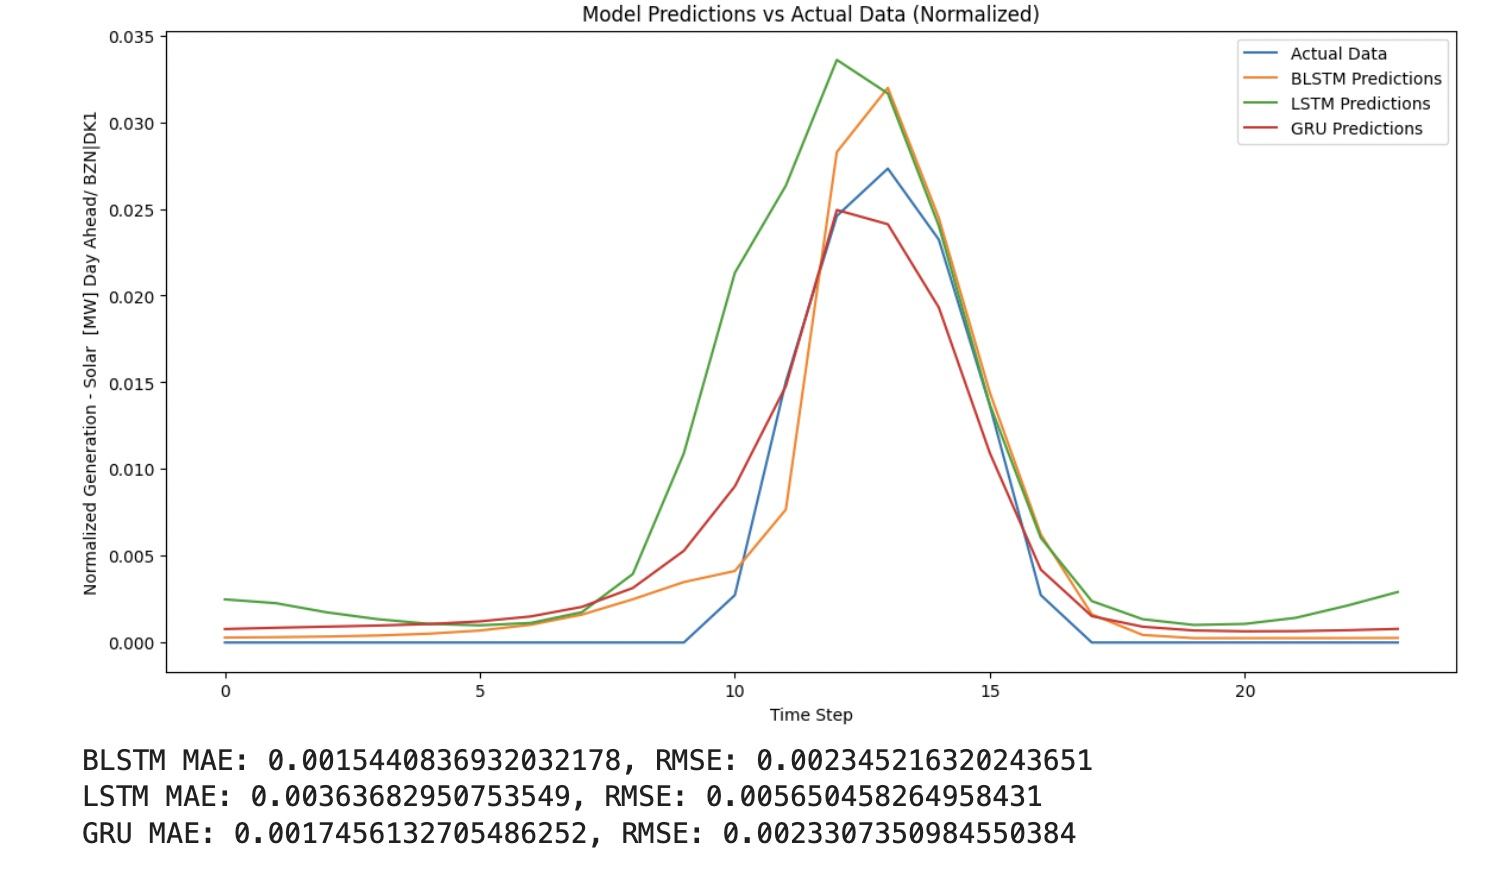 Model Predictions vs Actual Data (Normalized)
Normalized Generation - Solar  [MW] Day Ahead/ BZN|DK1
0.035
0.030
0.025
0.020
0.015
0.010
0.005
0.000
Actual Data
BLSTM Predictions
LSTM Predictions
GRU Predictions
0 5 10 15 20
Time Step
BLSTM MAE: 0.0015440836932032178, RMSE: 0.002345216320243651
LSTM MAE: 0.00363682950753549, RMSE: 0.005650458264958431
GRU MAE: 0.0017456132705486252, RMSE: 0.0023307350984550384